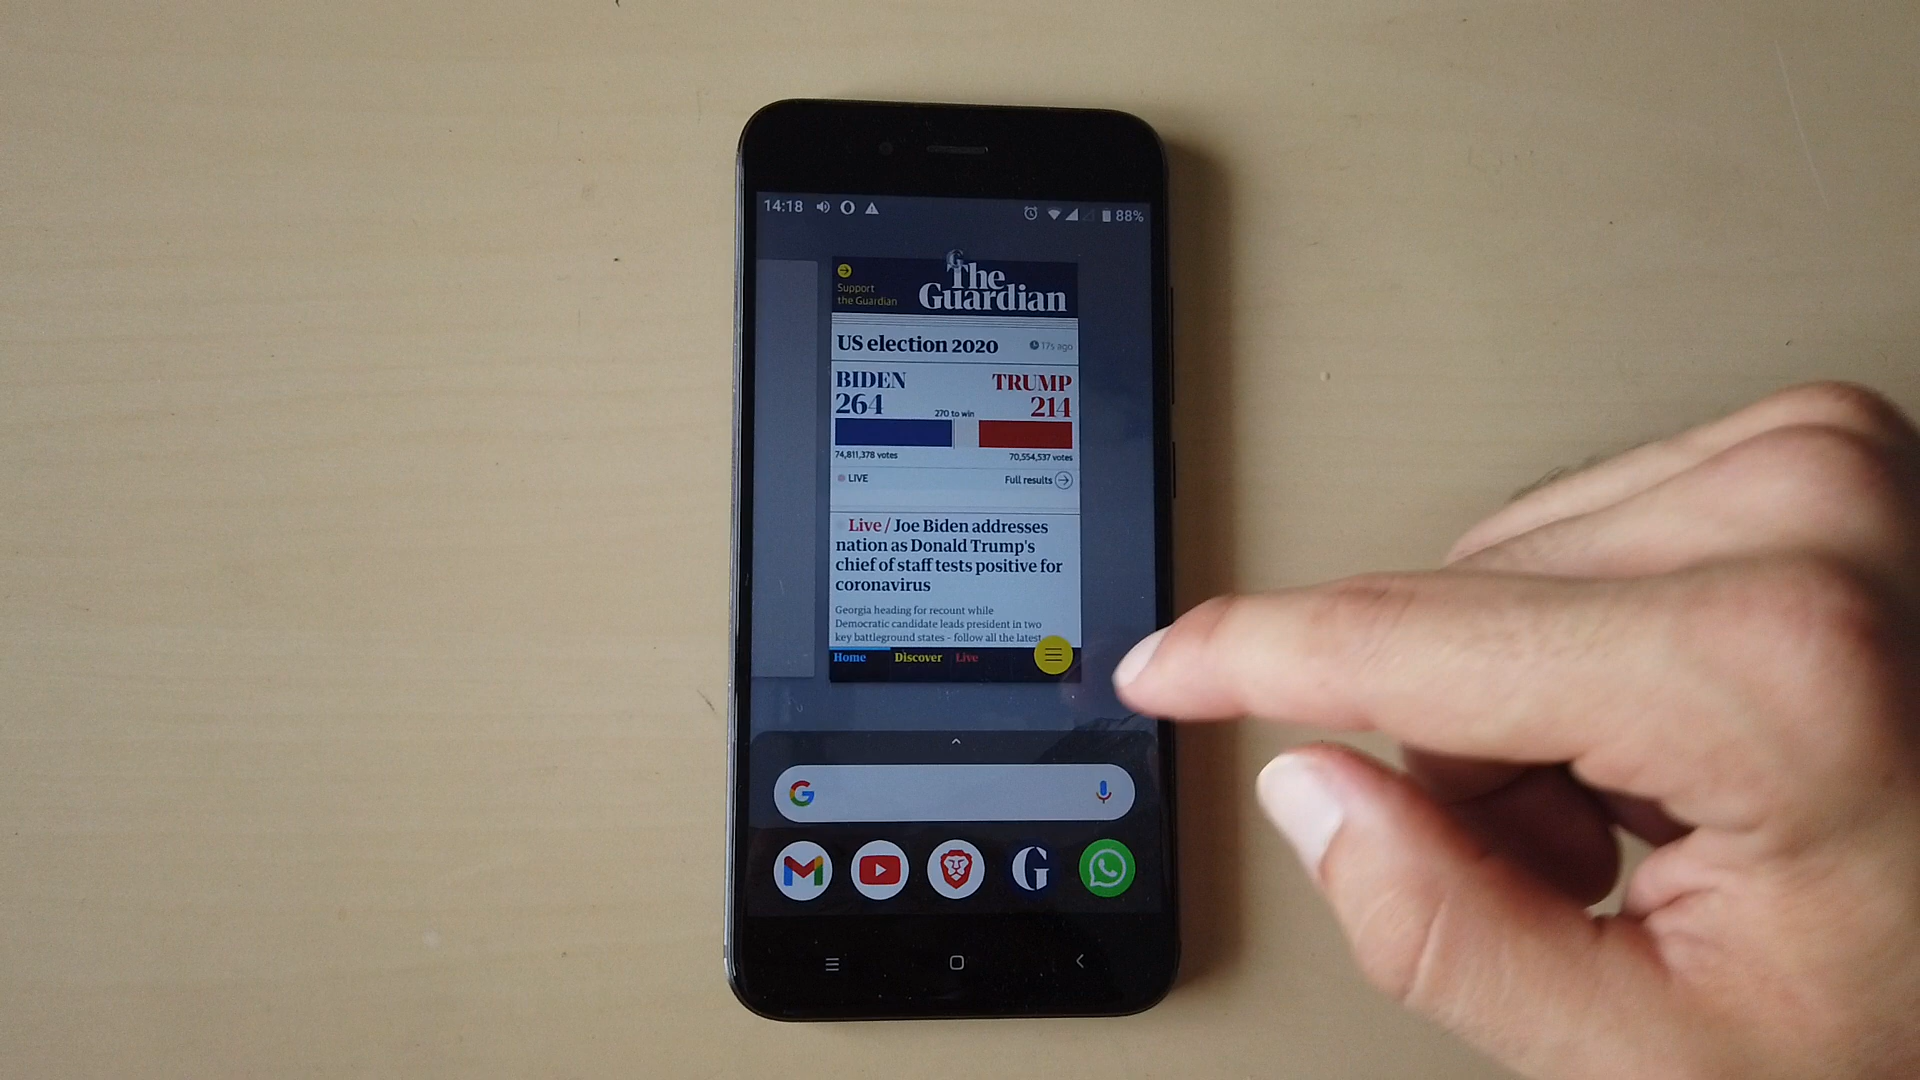 14:18
88%
Support
the Guardian
The
Guardian
US election 2020
17s ago
BIDEN
TRUMP
264
214
270 to win
74,811,378 votes
70,554,537 votes
LIVE
Full results
Live / Joe Biden addresses
nation as Donald Trump's
chief of staff tests positive for
coronavirus
Georgia heading for recount while
Democratic candidate leads president in two
key battleground states - follow all the latest
Home
Discover
Live